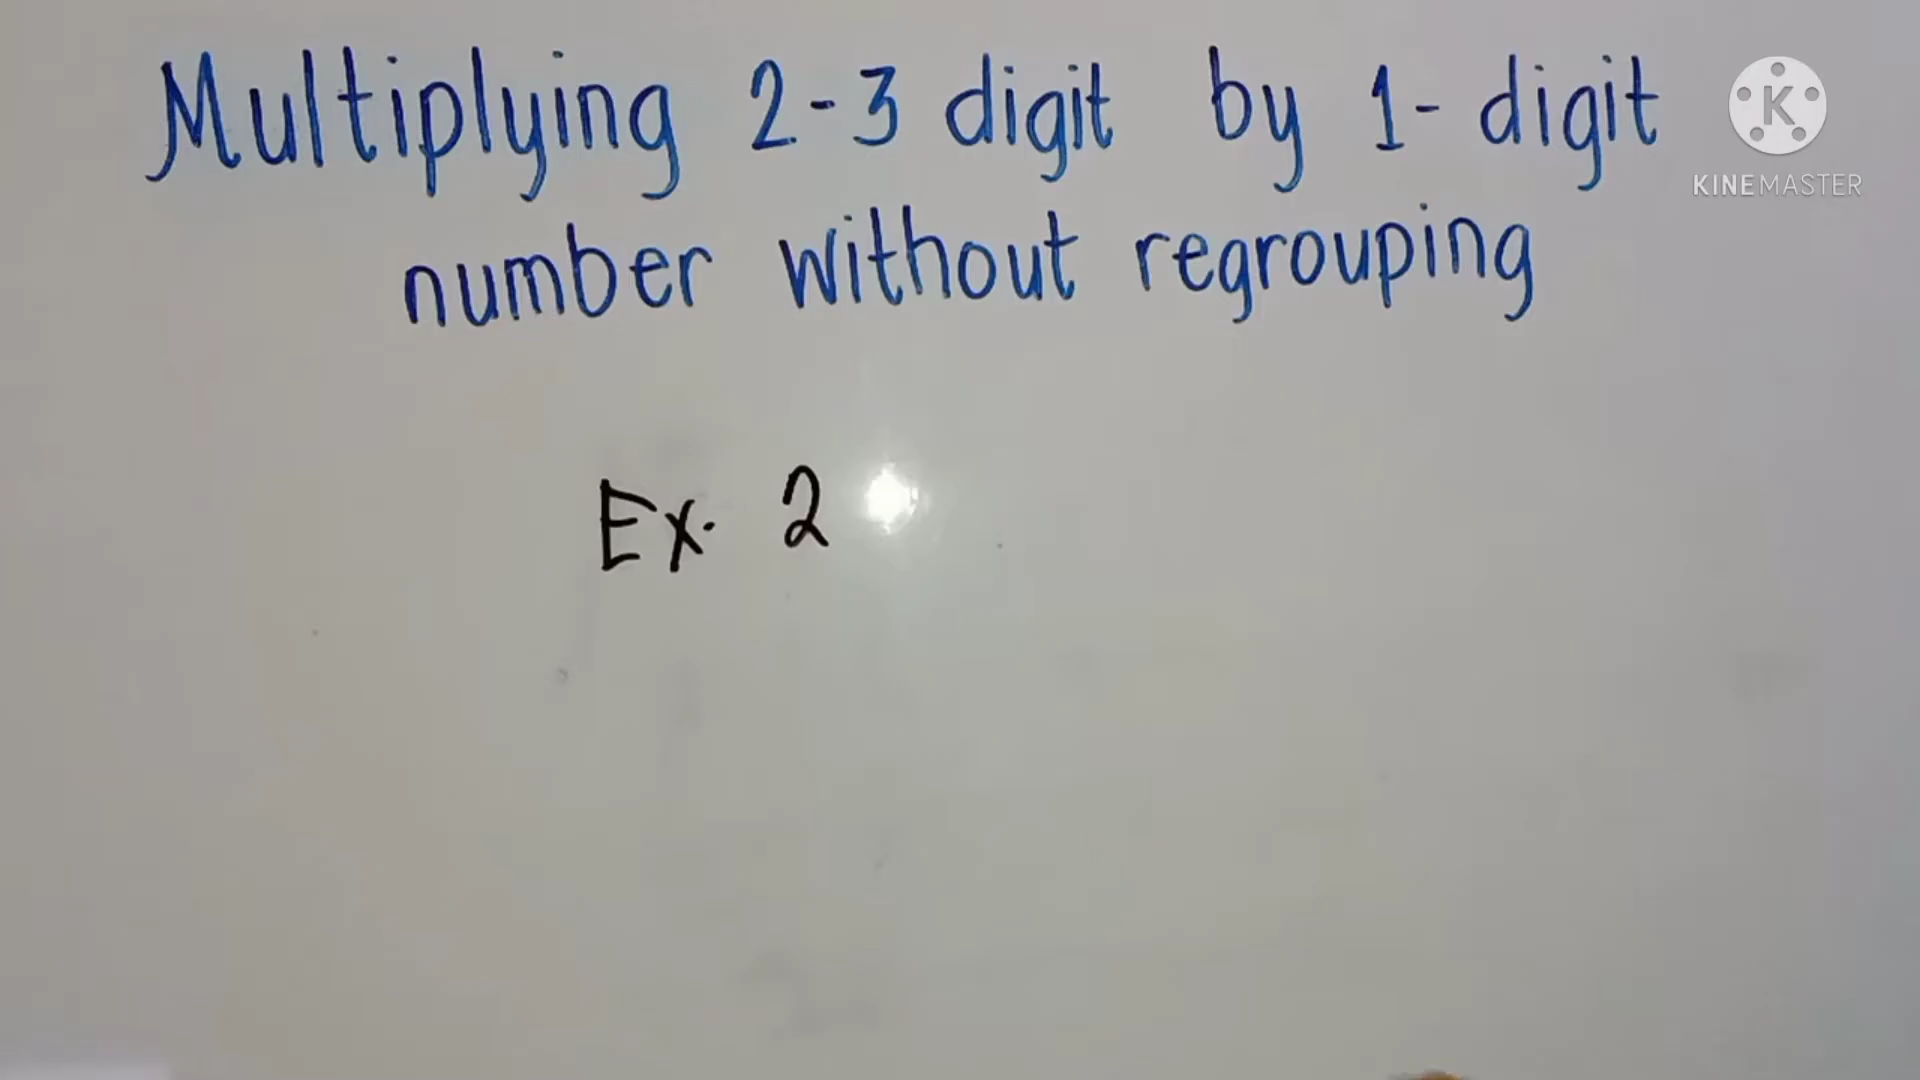 Multiplying 2-3 digit by 1-digit
number without regrouping
KINEMASTER
Ex. 2